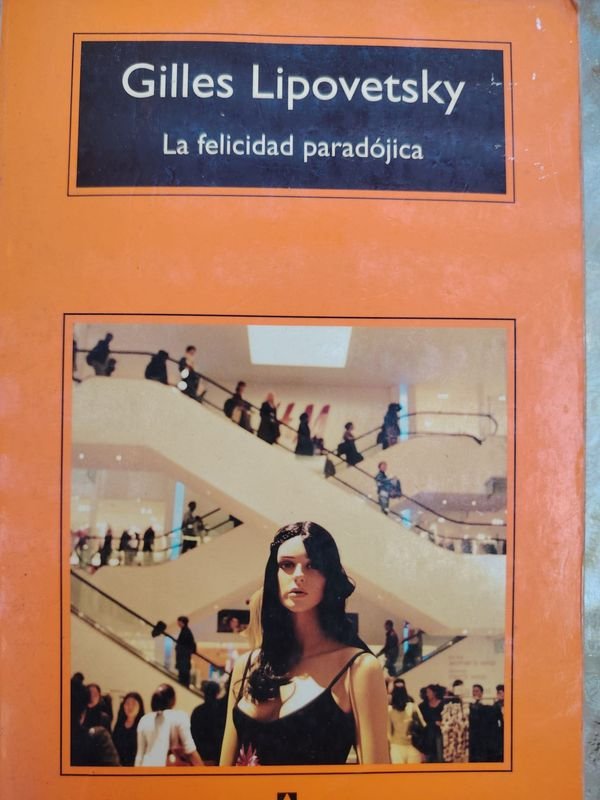 Gilles Lipovetsky
La felicidad paradójica